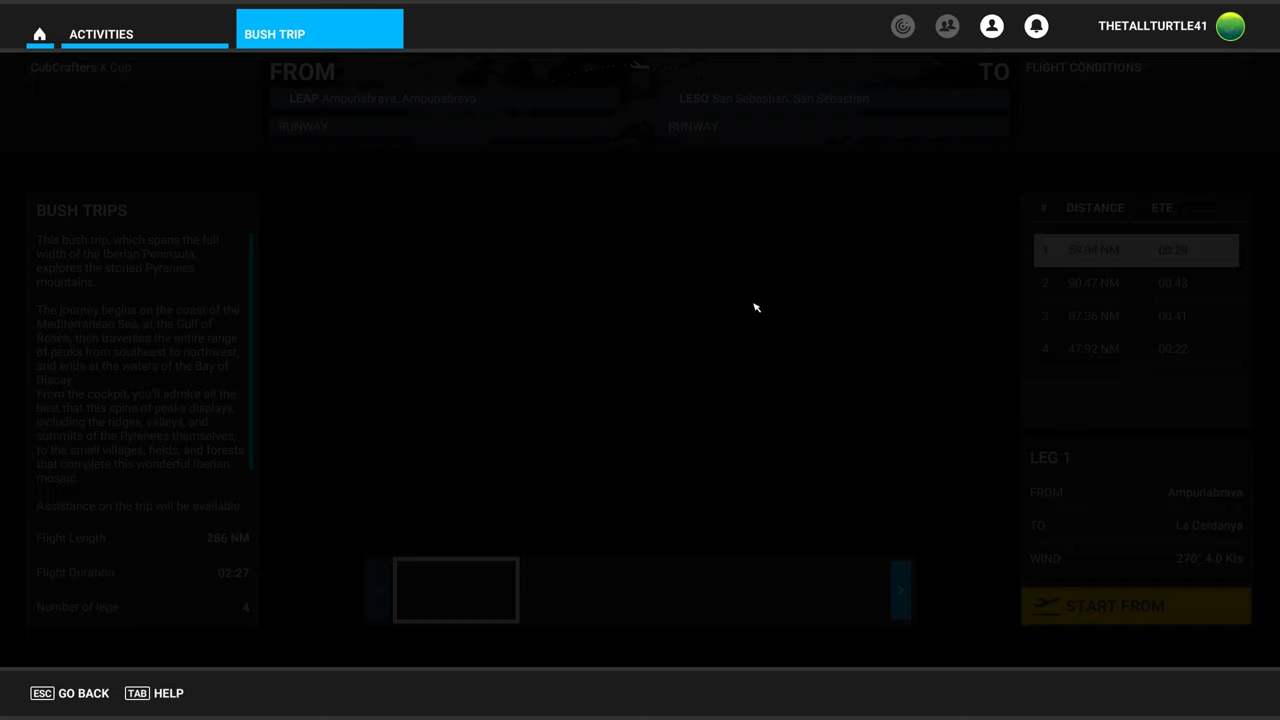 ACTIVITIES
BUSH TRIP
THETALLTURTLE41
CubCrafters X Cub
FROM
TO
FLIGHT CONDITIONS
LEAP Ampuriabrava, Ampuriabrava
LESO San Sebastian, San Sebastian
RUNWAY
RUNWAY
BUSH TRIPS
This bush trip, which spans the full
width of the Iberian Peninsula,
explores the storied Pyrenees
mountains.
The journey begins on the coast of the
Mediterranean Sea, at the Gulf of
Roses, then traverses the entire range
of peaks from southeast to northwest,
and ends at the waters of the Bay of
Biscay.
From the cockpit, you'll admire all the
best that this spine of peaks displays,
including the ridges, valleys, and
summits of the Pyrenees themselves,
to the small villages, fields, and forests
that complete this wonderful Iberian
mosaic.
Assistance on the trip will be available
Flight Length 286 NM
Flight Duration 02:27
Number of legs 4
# DISTANCE ETE
1 59.94 NM 00:28
2 90.47 NM 00:43
3 87.36 NM 00:41
4 47.92 NM 00:22
LEG 1
FROM Ampuriabrava
TO La Cerdanya
WIND 270° 4.0 Kts
START FROM
ESC GO BACK TAB HELP